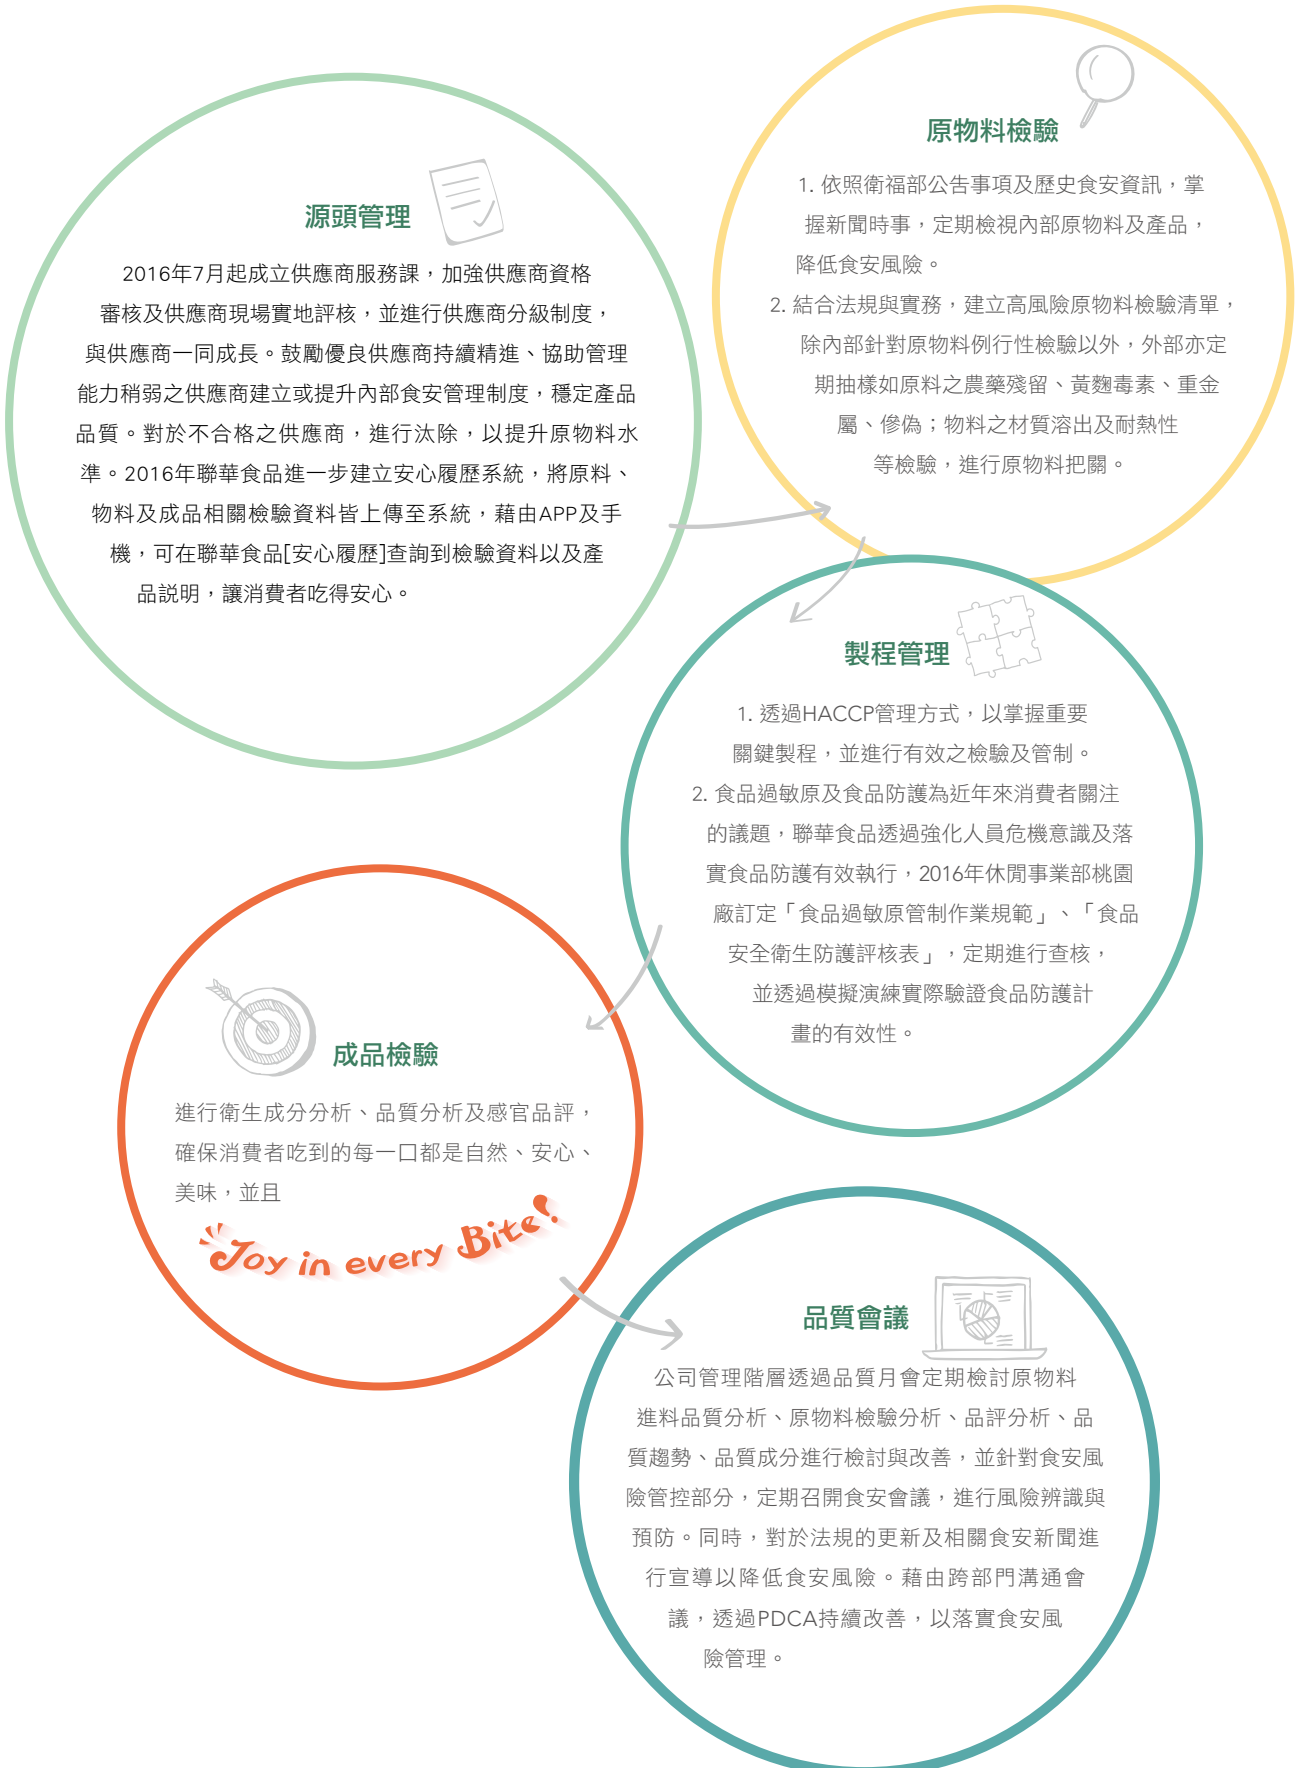 源頭管理
2016年7月起成立供應商服務課，加強供應商資格
審核及供應商現場實地評核，並進行供應商分級制度，
與供應商一同成長。鼓勵優良供應商持續精進、協助管理
能力稍弱之供應商建立或提升內部食安管理制度，穩定產品
品質。對於不合格之供應商，進行汰除，以提升原物料水
準。2016年聯華食品進一步建立安心履歷系統，將原料、
物料及成品相關檢驗資料皆上傳至系統，藉由APP及手
機，可在聯華食品[安心履歷]查詢到檢驗資料以及產
品說明，讓消費者吃得安心。
原物料檢驗
1. 依照衛福部公告事項及歷史食安資訊，掌
握新聞時事，定期檢視內部原物料及產品，
降低食安風險。
2. 結合法規與實務，建立高風險原物料檢驗清單，
除內部針對原物料例行性檢驗以外，外部亦定
期抽樣如原料之農藥殘留、黃麴毒素、重金
屬、修偽；物料之材質溶出及耐熱性
等檢驗，進行原物料把關。
製程管理
1. 透過HACCP管理方式，以掌握重要
關鍵製程，並進行有效之檢驗及管制。
2. 食品過敏原及食品防護為近年來消費者關注
的議題，聯華食品透過強化人員危機意識及落
實食品防護有效執行，2016年休閒事業部桃園
廠訂定「食品過敏原管制作業規範」、「食品
安全衛生防護評核表」，定期進行查核，
並透過模擬演練實際驗證食品防護計
畫的有效性。
成品檢驗
進行衛生成分分析、品質分析及感官品評，
確保消費者吃到的每一口都是自然、安心、
美味，並且
Joy in every Bite!
品質會議
公司管理階層透過品質月會定期檢討原物料
進料品質分析、原物料檢驗分析、品評分析、品
質趨勢、品質成分進行檢討與改善，並針對食安風
險管控部分，定期召開食安會議，進行風險辨識與
預防。同時，對於法規的更新及相關食安新聞進
行宣導以降低食安風險。藉由跨部門溝通會
議，透過PDCA持續改善，以落實食安風
險管理。